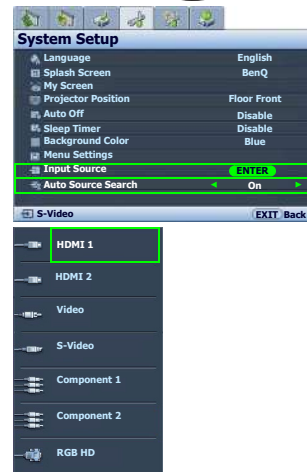 System Setup
Language English
Splash Screen BenQ
My Screen
Projector Position Floor Front
Auto Off Disable
Sleep Timer Disable
Background Color Blue
Menu Settings
Input Source ENTER
Auto Source Search On
S-Video EXIT Back
HDMI 1
HDMI 2
Video
S-Video
Component 1
Component 2
RGB HD